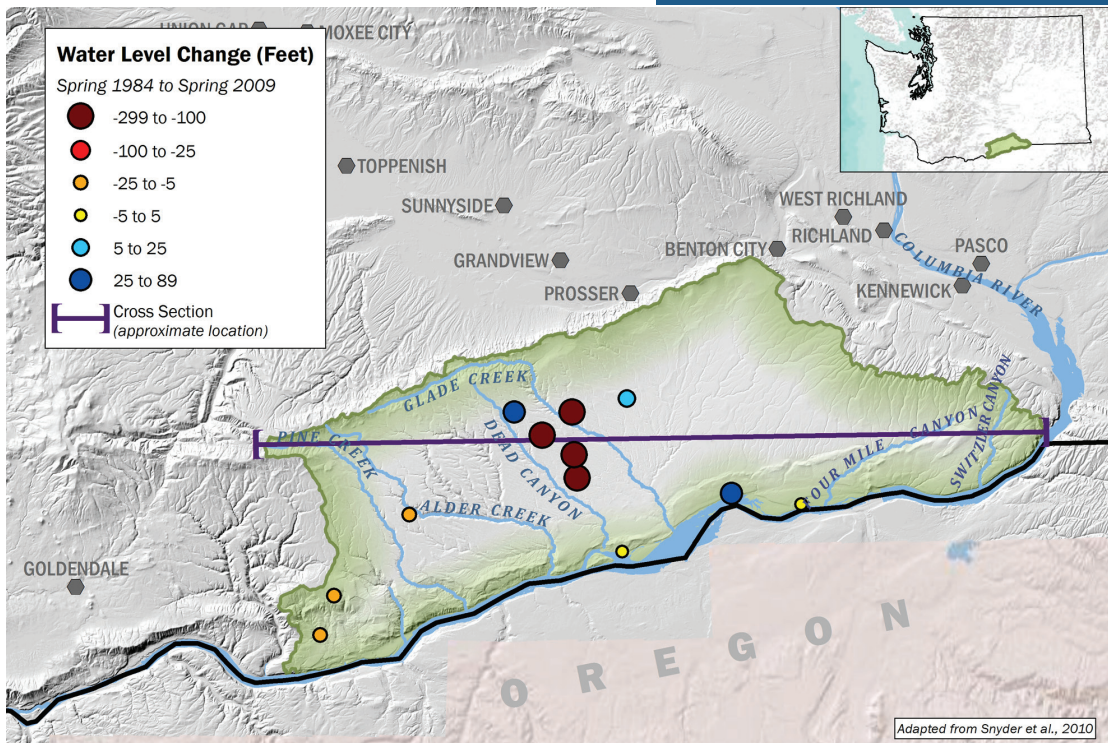 UNION GAP
MOXEE CITY
Water Level Change (Feet)
Spring 1984 to Spring 2009
-299 to -100
-100 to -25
-25 to -5
-5 to 5
5 to 25
25 to 89
Cross Section
(approximate location)
TOPPENISH
SUNNYSIDE
GRANDVIEW
PROSSER
BENTON CITY
WEST RICHLAND
RICHLAND
PASCO
KENNEWICK
COLUMBIA RIVER
GLADE CREEK
PINE CREEK
DEAD CANYON
ALDER CREEK
FOUR MILE CANYON
SWITZLER CANYON
GOLDENDALE
OREGON
Adapted from Snyder et al., 2010